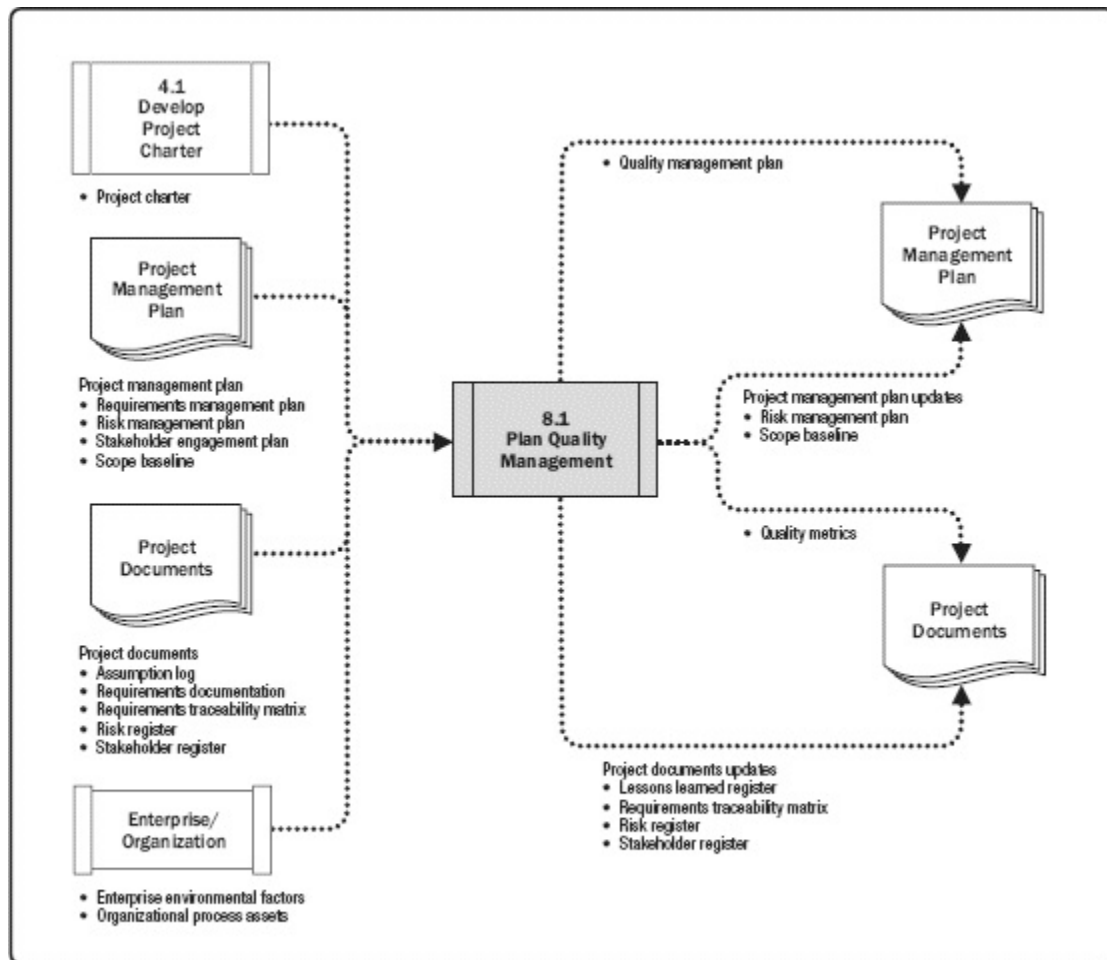 4.1
Develop
Project
Charter
• Project charter
Project
Management
Plan
Project management plan
• Requirements management plan
• Risk management plan
• Stakeholder engagement plan
• Scope baseline
Project
Documents
Project documents
• Assumption log
• Requirements documentation
• Requirements traceability matrix
• Risk register
• Stakeholder register
Enterprise/
Organization
• Enterprise environmental factors
• Organizational process assets
8.1
Plan Quality
Management
• Quality management plan
Project
Management
Plan
Project management plan updates
• Risk management plan
• Scope baseline
• Quality metrics
Project
Documents
Project documents updates
• Lessons learned register
• Requirements traceability matrix
• Risk register
• Stakeholder register